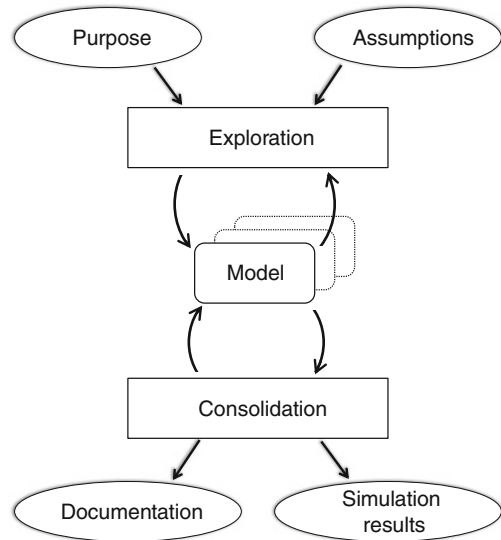 Purpose
Assumptions
Exploration
Model
Consolidation
Documentation
Simulation
results